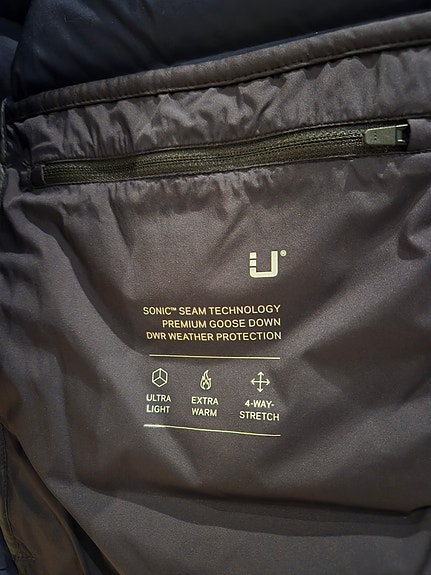 U®
SONIC™ SEAM TECHNOLOGY
PREMIUM GOOSE DOWN
DWR WEATHER PROTECTION
ULTRA LIGHT
EXTRA WARM
4-WAY-STRETCH